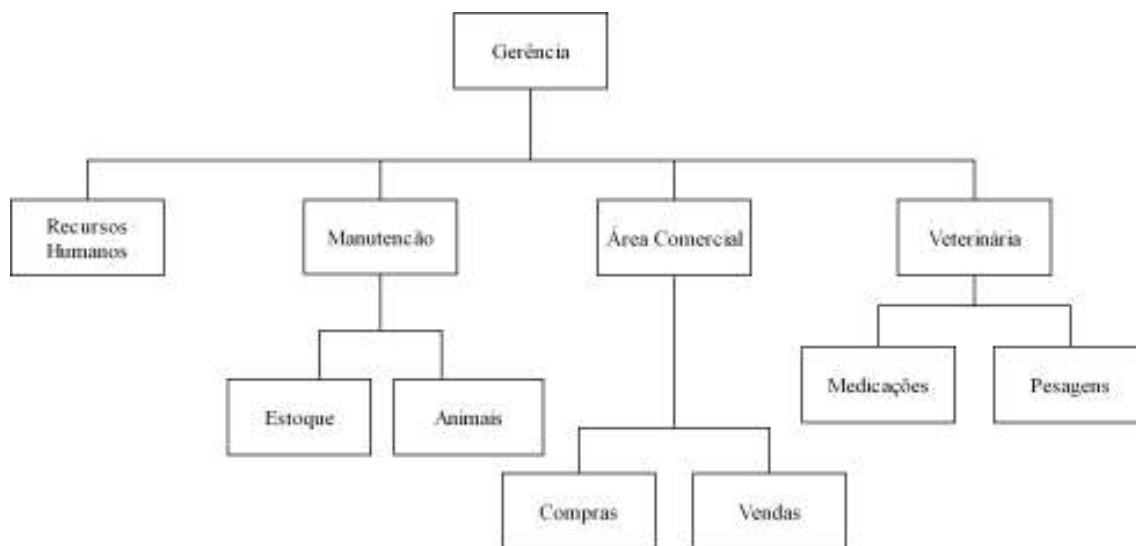 Gerência
Recursos
Humanos
Manutencão
Área Comercial
Veterinária
Medicações
Pesagens
Estoque
Animais
Compras
Vendas